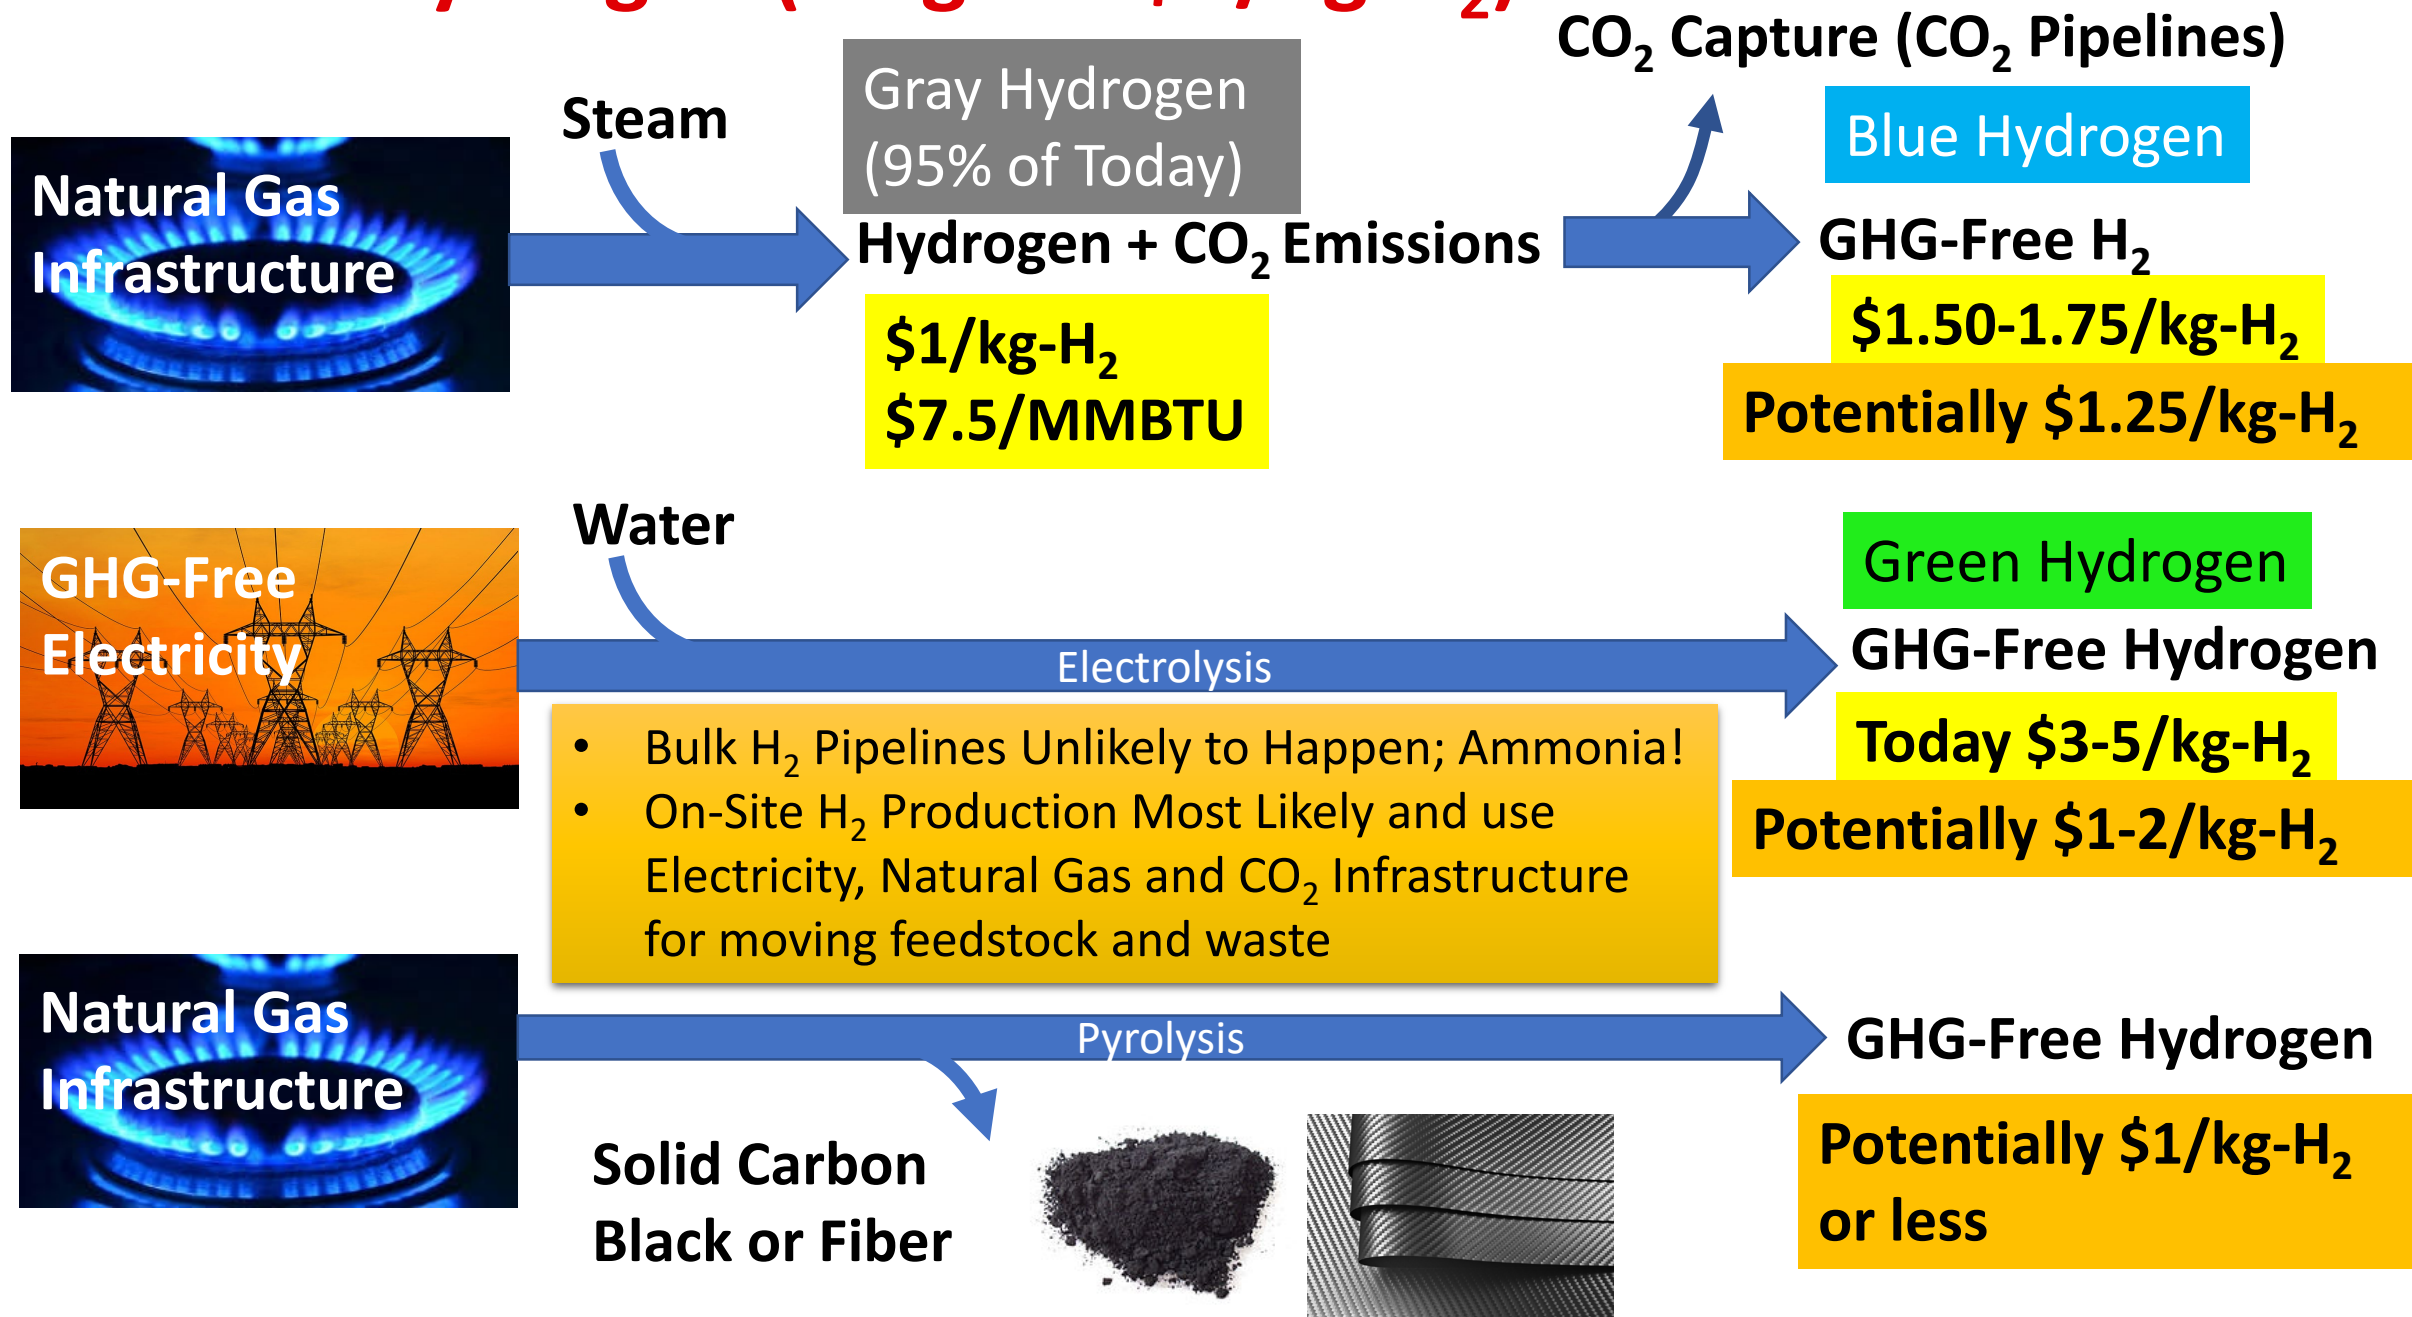 CO₂ Capture (CO₂ Pipelines)
Steam
Gray Hydrogen
(95% of Today)
Blue Hydrogen
Natural Gas
Infrastructure
Hydrogen + CO₂ Emissions
GHG-Free H₂
$1/kg-H₂
$7.5/MMBTU
$1.50-1.75/kg-H₂
Potentially $1.25/kg-H₂
Water
GHG-Free
Electricity
Electrolysis
Green Hydrogen
GHG-Free Hydrogen
Today $3-5/kg-H₂
Potentially $1-2/kg-H₂
• Bulk H₂ Pipelines Unlikely to Happen; Ammonia!
• On-Site H₂ Production Most Likely and use
Electricity, Natural Gas and CO₂ Infrastructure
for moving feedstock and waste
Natural Gas
Infrastructure
Pyrolysis
GHG-Free Hydrogen
Solid Carbon
Black or Fiber
Potentially $1/kg-H₂
or less